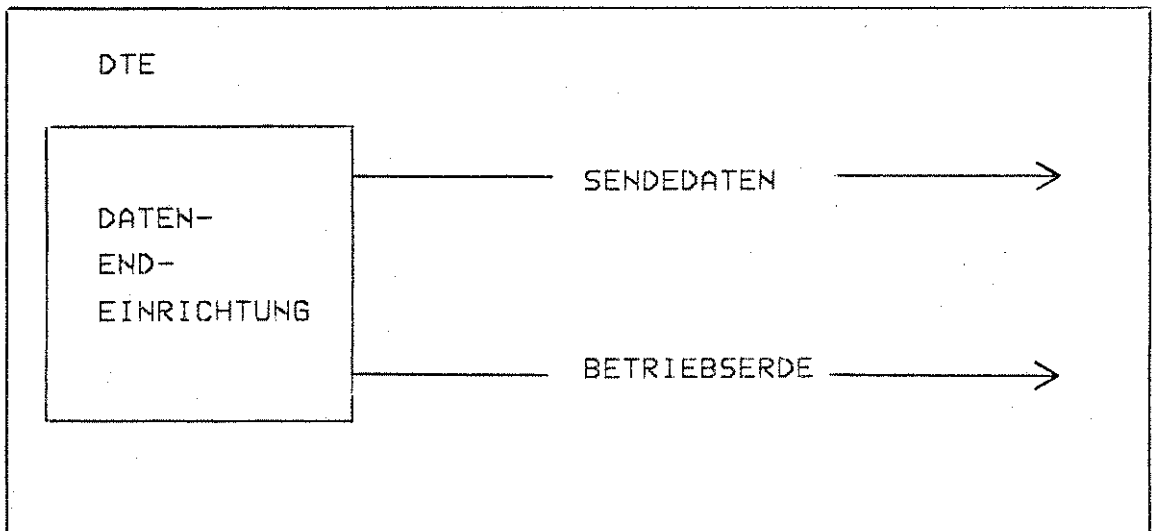 DTE
SENDEDATEN
DATEN-
END-
EINRICHTUNG
BETRIEBSERDE